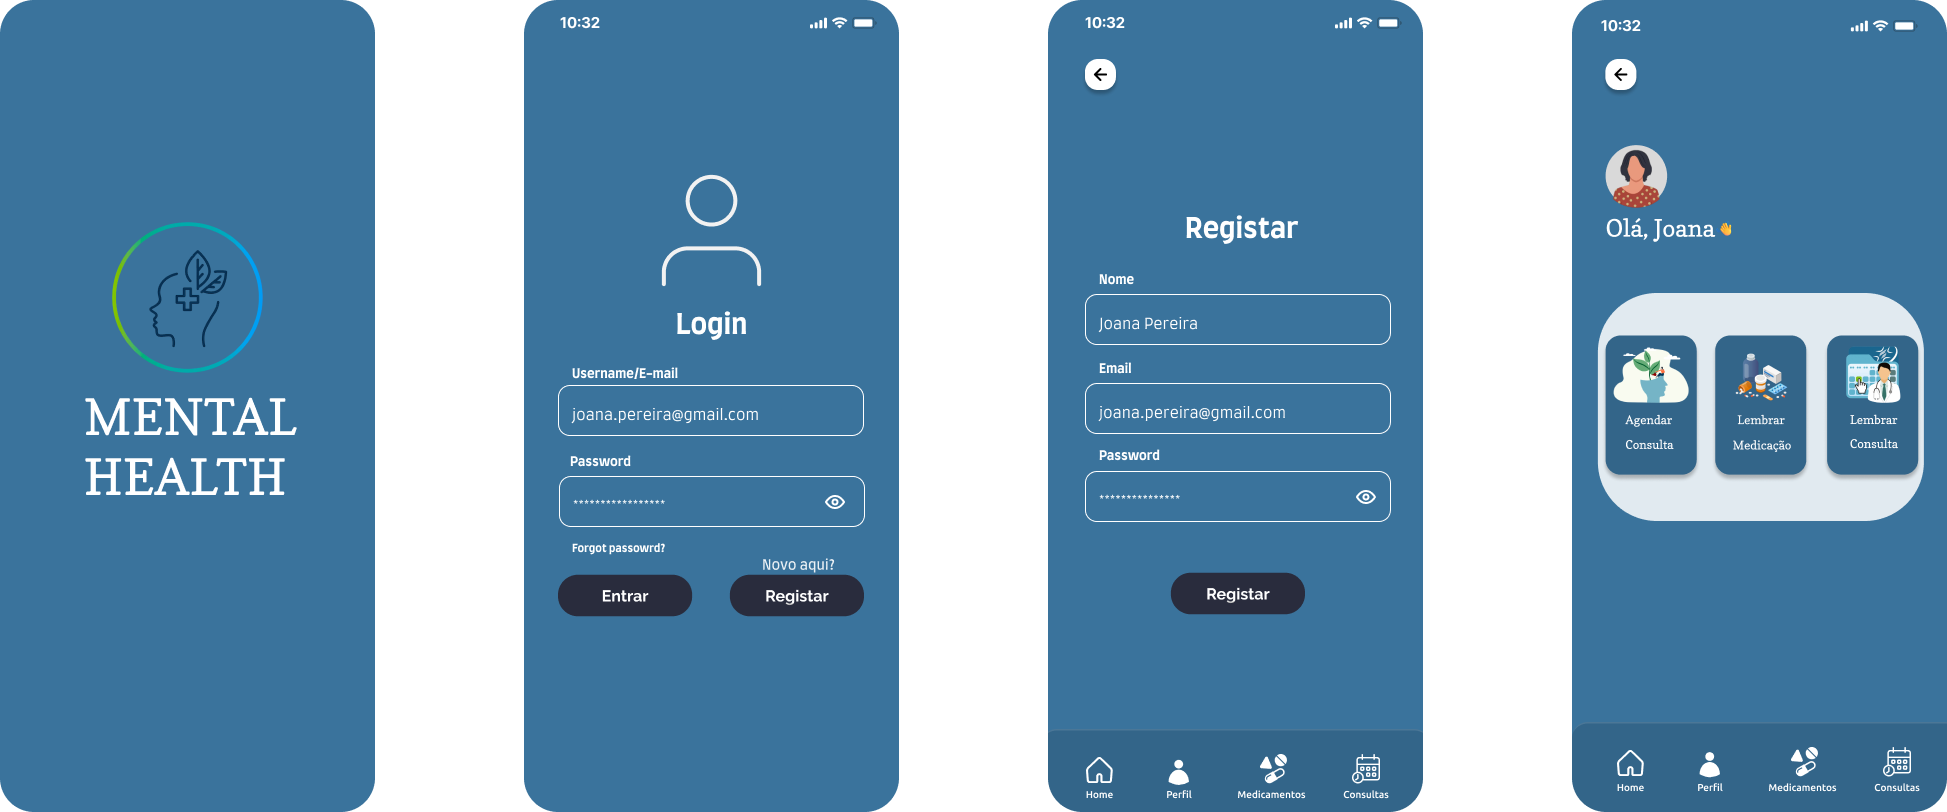 MENTAL
HEALTH
10:32
Login
Username/E-mail
joana.pereira@gmail.com
Password
*****************
Forgot passowrd?
Novo aqui?
Entrar
Registar
10:32
Registar
Nome
Joana Pereira
Email
joana.pereira@gmail.com
Password
***************
Registar
Home
Perfil
Medicamentos
Consultas
10:32
Olá, Joana👋
Agendar
Consulta
Lembrar
Medicação
Lembrar
Consulta
Home
Perfil
Medicamentos
Consultas